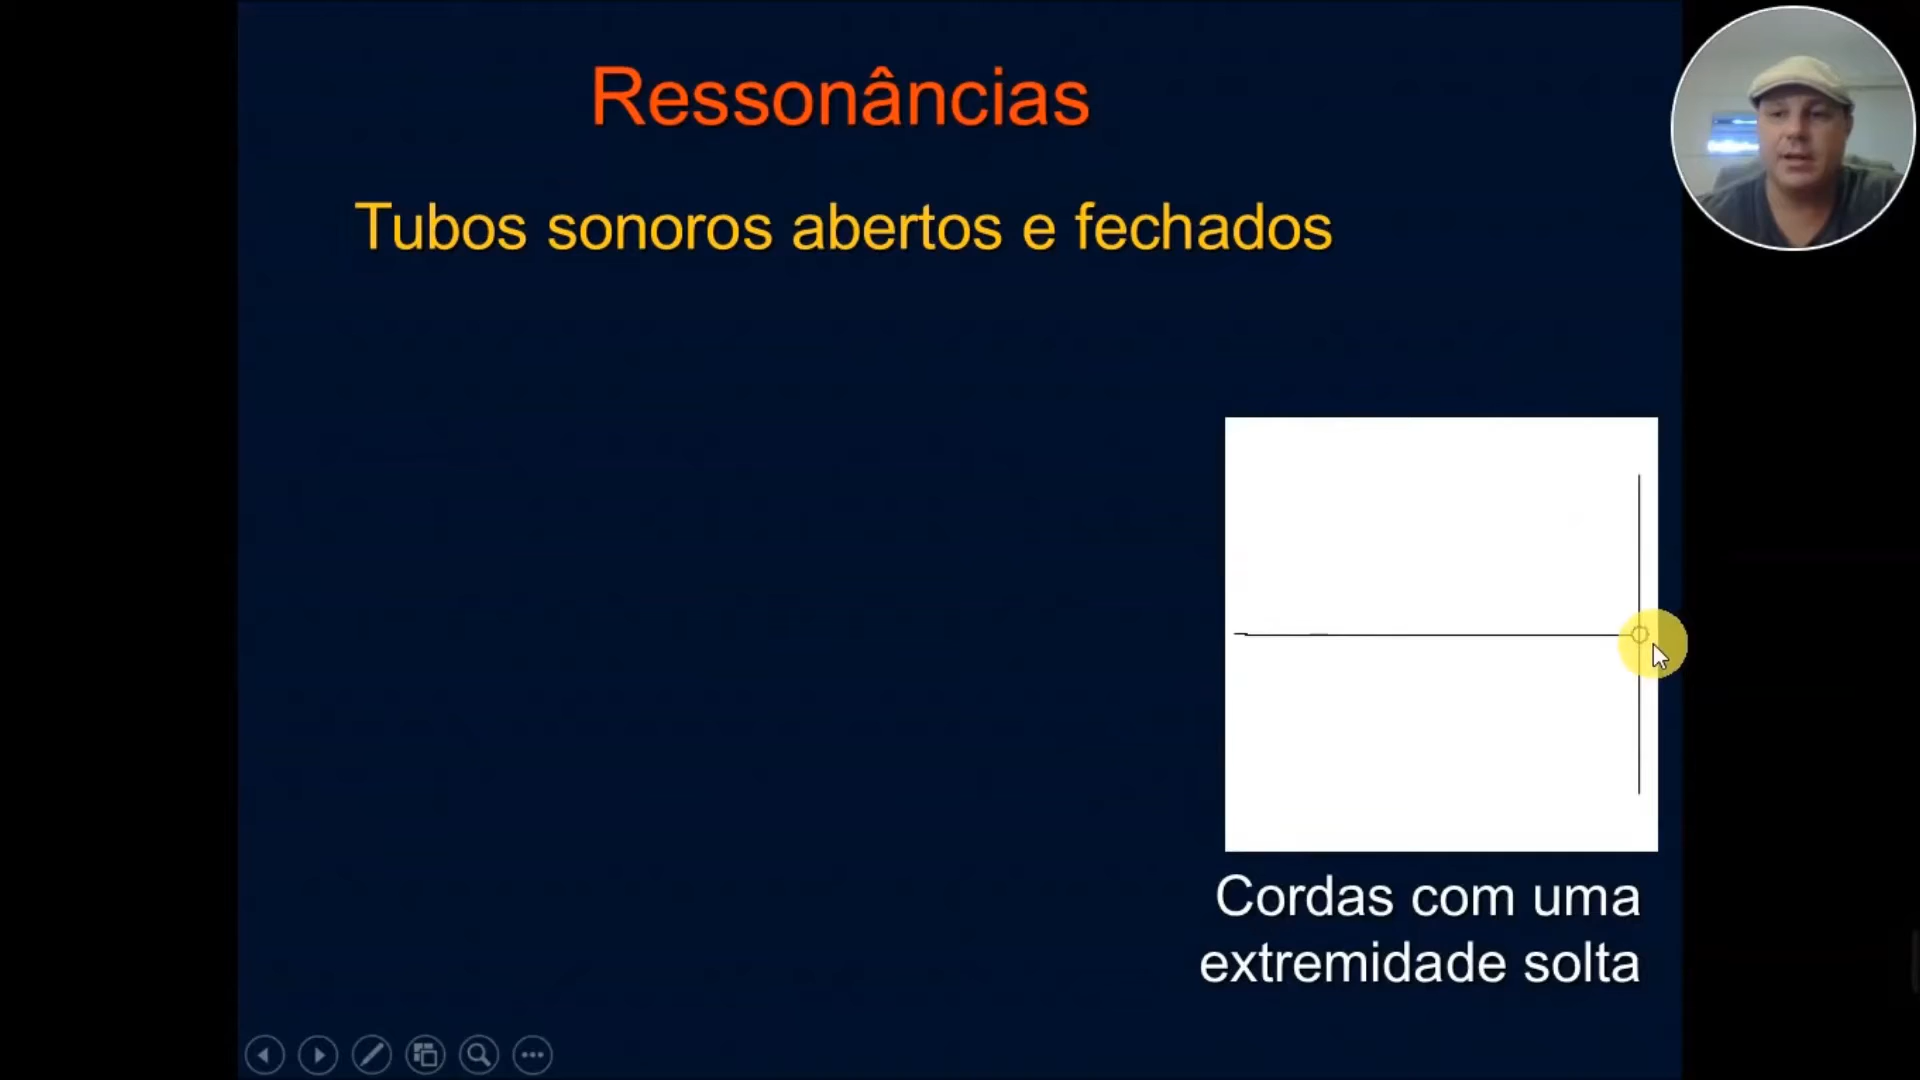 Ressonâncias
Tubos sonoros abertos e fechados
Cordas com uma
extremidade solta